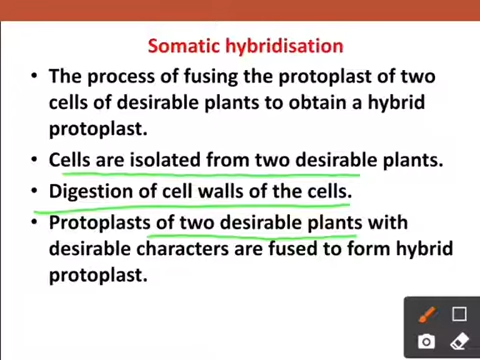 Somatic hybridisation
• The process of fusing the protoplast of two
cells of desirable plants to obtain a hybrid
protoplast.
• Cells are isolated from two desirable plants.
• Digestion of cell walls of the cells.
• Protoplasts of two desirable plants with
desirable characters are fused to form hybrid
protoplast.